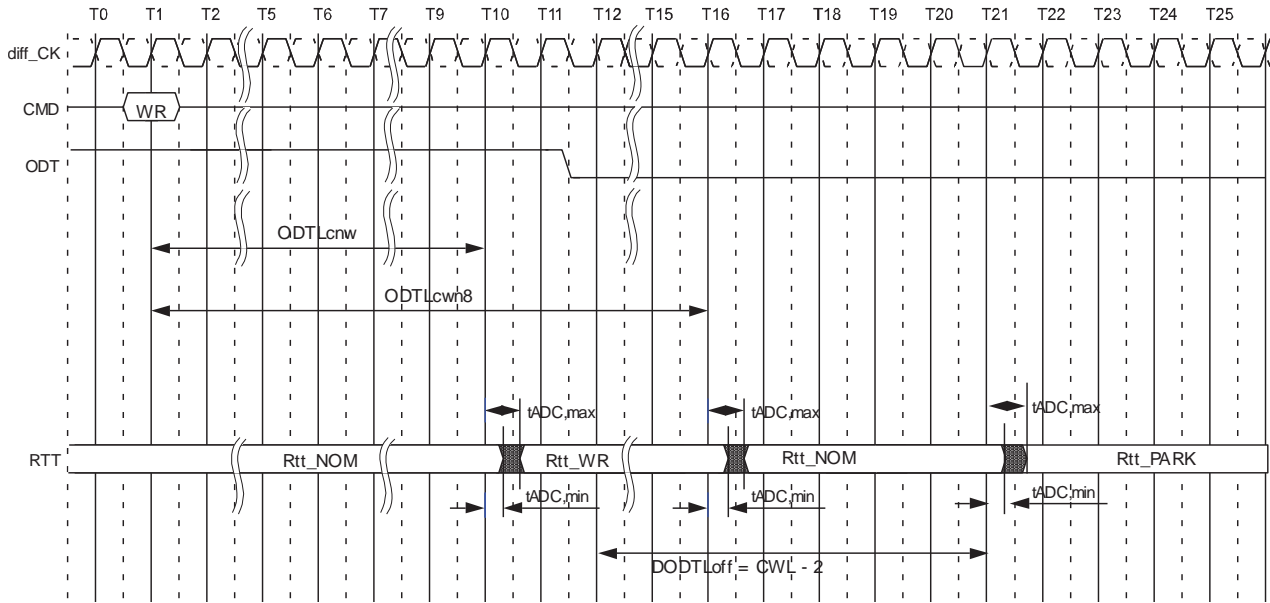 T0 T1 T2 T5 T6 T7 T9 T10 T11 T12 T15 T16 T17 T18 T19 T20 T21 T22 T23 T24 T25
diff_CK
CMD WR
ODT
ODTLcnw
ODTLcwn8
tADC,max tADC,max tADC,max
RTT Rtt_NOM Rtt_WR Rtt_NOM Rtt_PARK
tADC,min tADC,min tADC,min
DODTLoff = CWL - 2